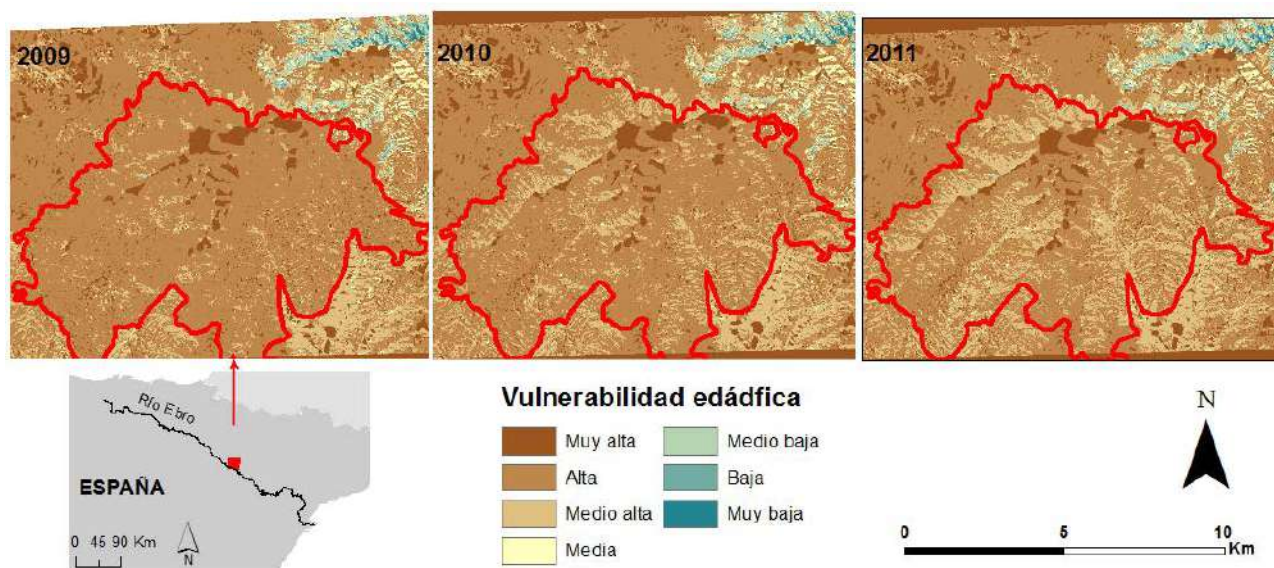 2009
2010
2011
Río Ebro
ESPAÑA
0 45 90 Km
N
Vulnerabilidad edádfica
Muy alta
Alta
Medio alta
Media
Medio baja
Baja
Muy baja
N
0 5 10
Km